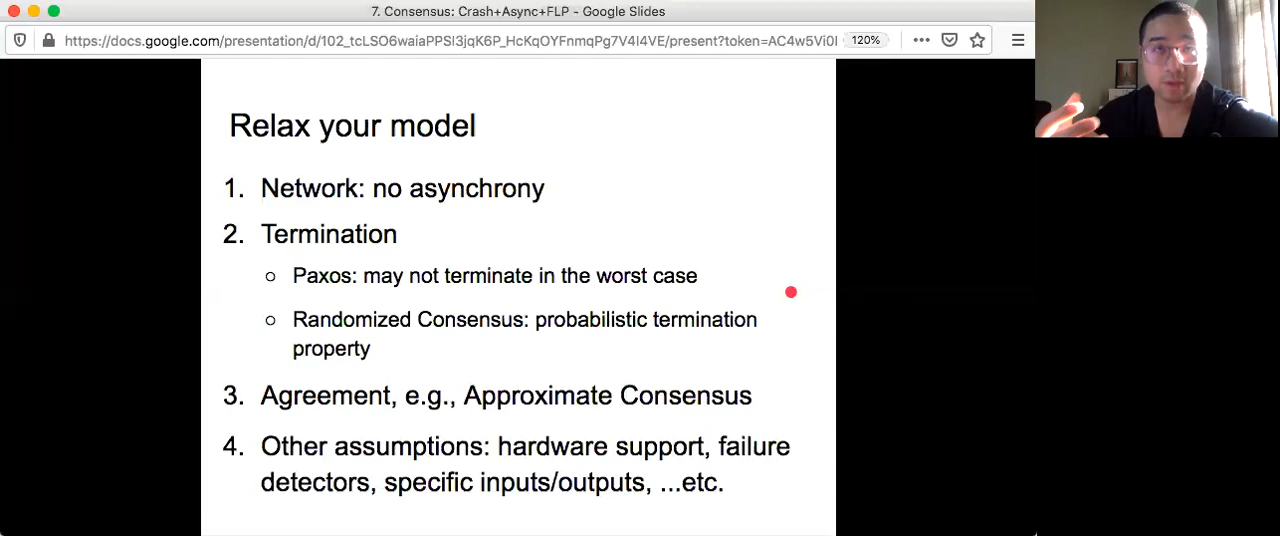 7. Consensus: Crash+Async+FLP - Google Slides
https://docs.google.com/presentation/d/102_tcLSO6waiaPPSI3jqK6P_HcKqOYFnmqPg7V4I4VE/present?token=AC4w5Vi0I 120%
Relax your model
1. Network: no asynchrony
2. Termination
○ Paxos: may not terminate in the worst case
○ Randomized Consensus: probabilistic termination
property
3. Agreement, e.g., Approximate Consensus
4. Other assumptions: hardware support, failure
detectors, specific inputs/outputs, ...etc.